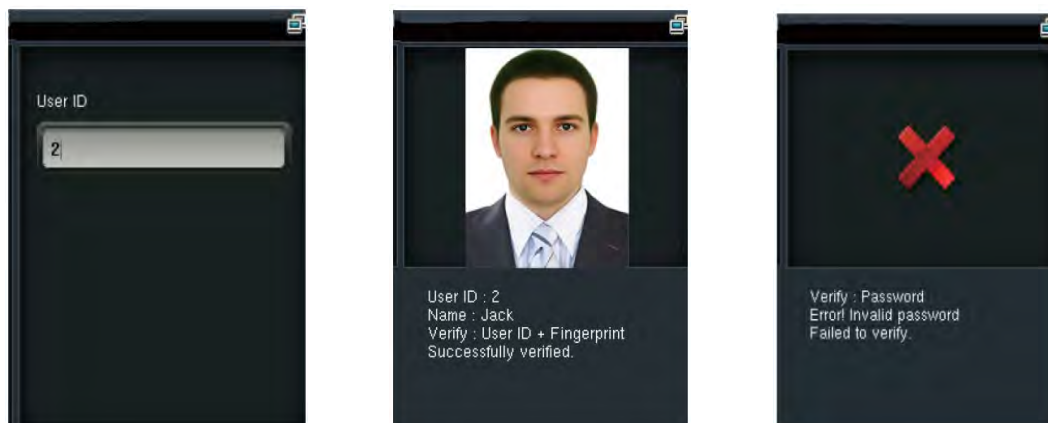 User ID
2
User ID : 2
Name : Jack
Verify : User ID + Fingerprint
Successfully verified.
Verify : Password
Error! Invalid password
Failed to verify.